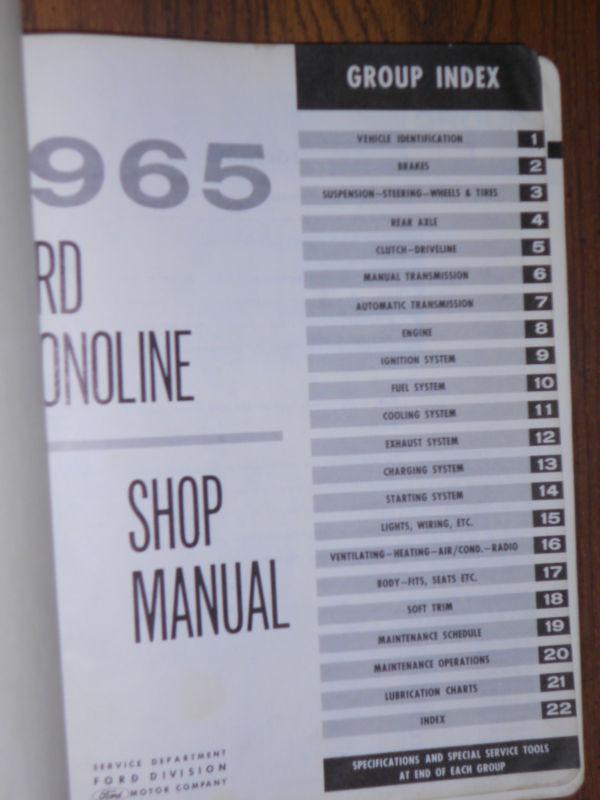 965
RD
ONOLINE
SHOP
MANUAL
SERVICE DEPARTMENT
FORD DIVISION
Ford MOTOR COMPANY
GROUP INDEX
VEHICLE IDENTIFICATION 1
BRAKES 2
SUSPENSION—STEERING—WHEELS & TIRES 3
REAR AXLE 4
CLUTCH—DRIVELINE 5
MANUAL TRANSMISSION 6
AUTOMATIC TRANSMISSION 7
ENGINE 8
IGNITION SYSTEM 9
FUEL SYSTEM 10
COOLING SYSTEM 11
EXHAUST SYSTEM 12
CHARGING SYSTEM 13
STARTING SYSTEM 14
LIGHTS, WIRING, ETC. 15
VENTILATING—HEATING—AIR/COND.—RADIO 16
BODY—FITS, SEATS ETC. 17
SOFT TRIM 18
MAINTENANCE SCHEDULE 19
MAINTENANCE OPERATIONS 20
LUBRICATION CHARTS 21
INDEX 22
SPECIFICATIONS AND SPECIAL SERVICE TOOLS
AT END OF EACH GROUP